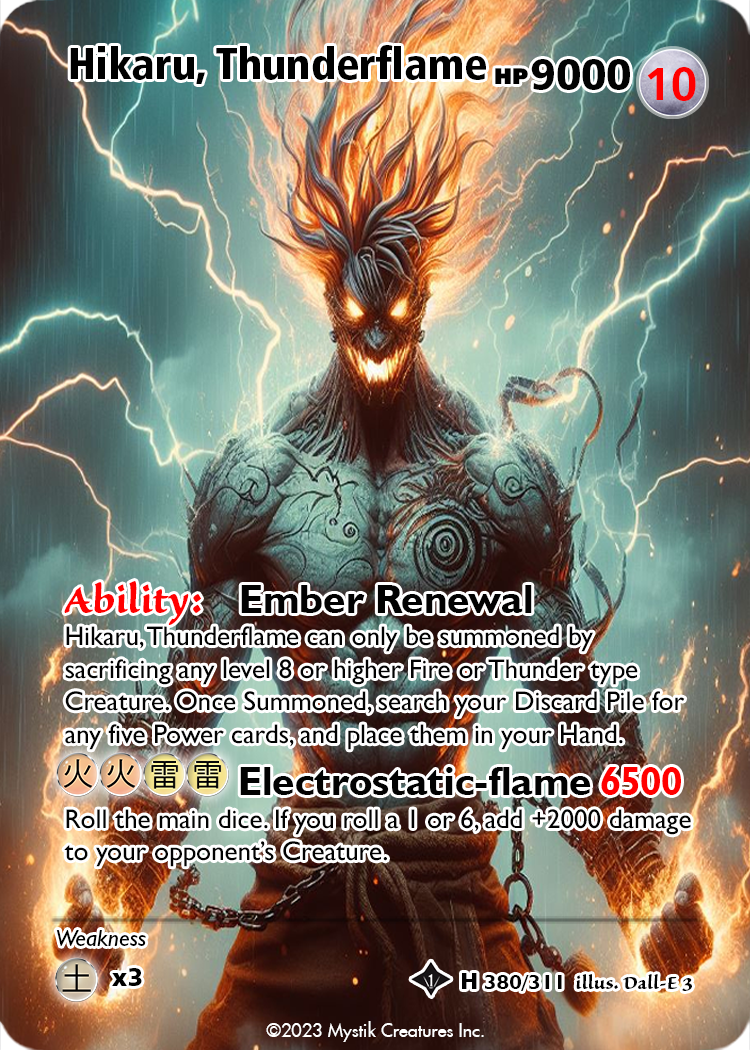 Hikaru, Thunderflame HP 9000 10
Ability: Ember Renewal
Hikaru, Thunderflame can only be summoned by
sacrificing any level 8 or higher Fire or Thunder type
Creature. Once Summoned, search your Discard Pile for
any five Power cards, and place them in your Hand.
火 火 雷 雷 Electrostatic-flame 6500
Roll the main dice. If you roll a 1 or 6, add +2000 damage
to your opponent's Creature.
Weakness
土 x3
1 H 380/311 illus. Dall-E 3
©2023 Mystik Creatures Inc.